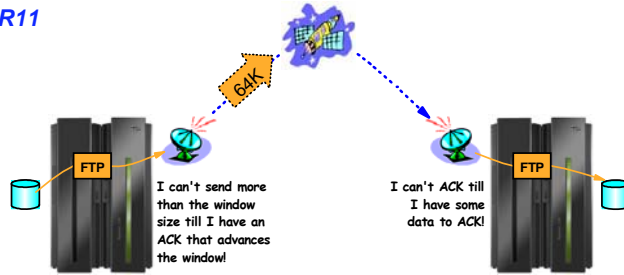 R11
64K
FTP
FTP
I can't send more
than the window
size till I have an
ACK that advances
the window!
I can't ACK till
I have some
data to ACK!